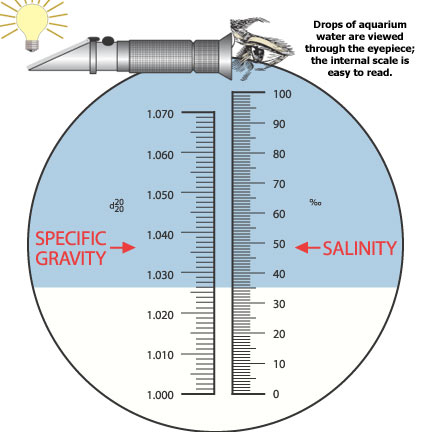 Drops of aquarium
water are viewed
through the eyepiece;
the internal scale is
easy to read.
1.070
1.060
1.050
1.040
1.030
1.020
1.010
1.000
100
90
80
70
60
50
40
30
20
10
0
d20/20
‰
SPECIFIC
GRAVITY
SALINITY